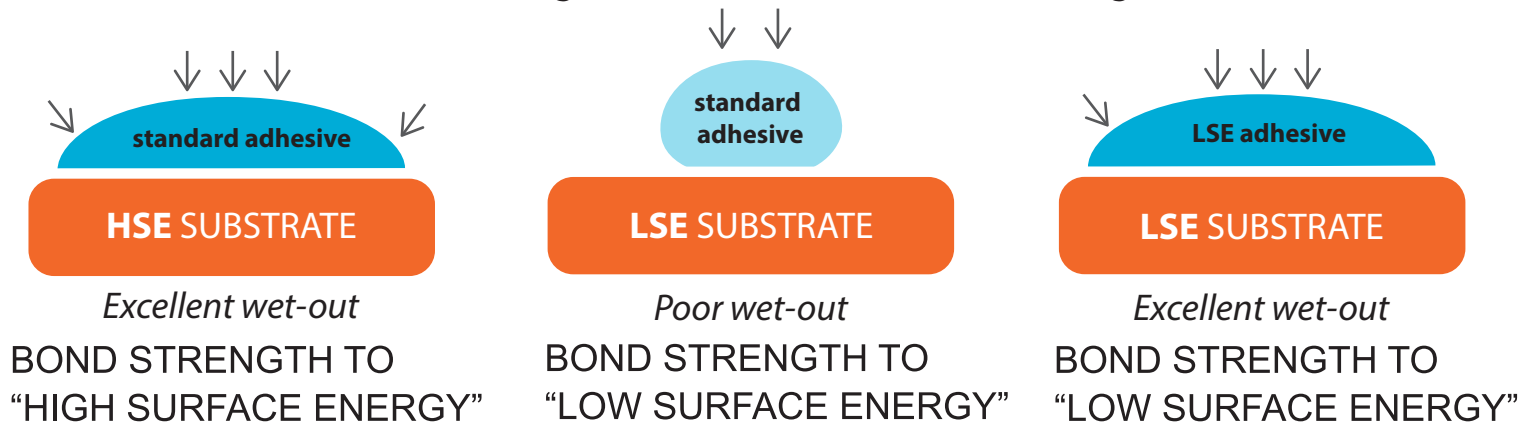 standard adhesive
HSE SUBSTRATE
Excellent wet-out
BOND STRENGTH TO
“HIGH SURFACE ENERGY”
standard
adhesive
LSE SUBSTRATE
Poor wet-out
BOND STRENGTH TO
“LOW SURFACE ENERGY”
LSE adhesive
LSE SUBSTRATE
Excellent wet-out
BOND STRENGTH TO
“LOW SURFACE ENERGY”